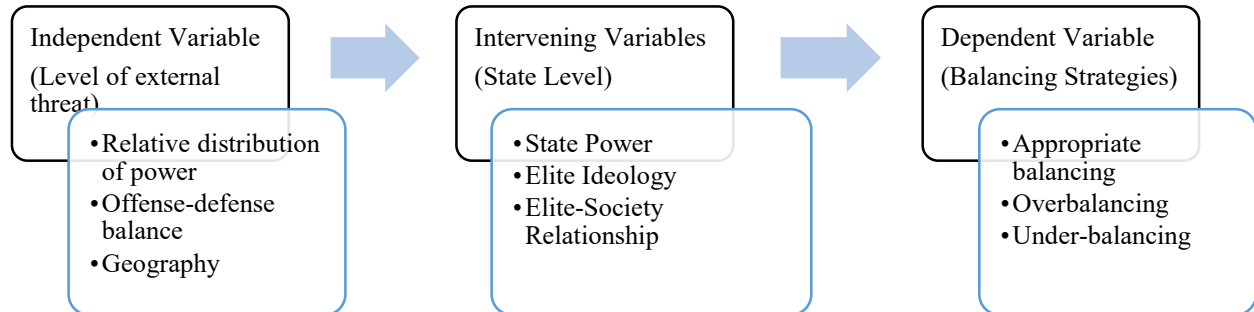 Independent Variable
(Level of external
threat)
•Relative distribution
of power
•Offense-defense
balance
•Geography
Intervening Variables
(State Level)
•State Power
•Elite Ideology
•Elite-Society
Relationship
Dependent Variable
(Balancing Strategies)
•Appropriate
balancing
•Overbalancing
•Under-balancing